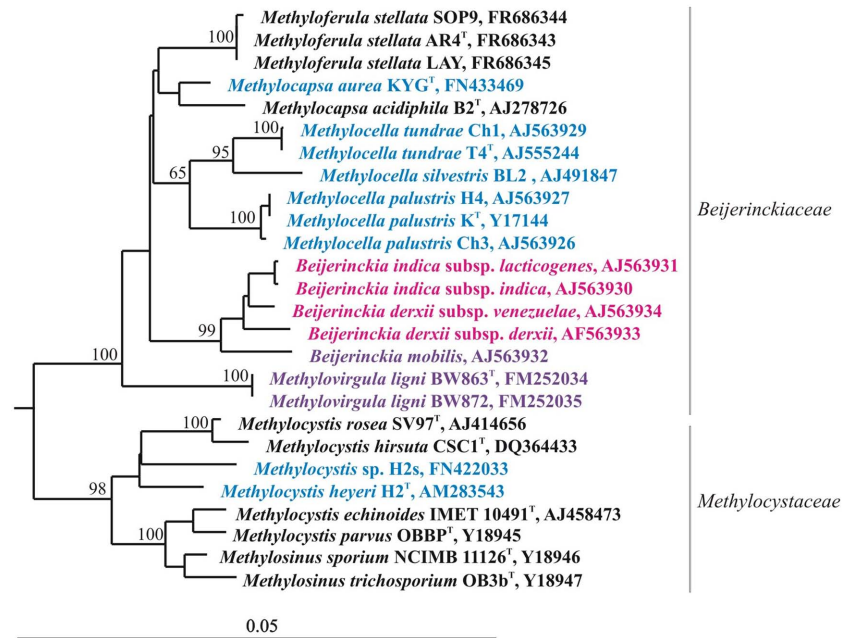 Methyloferula stellata SOP9, FR686344
100
Methyloferula stellata AR4ᵀ, FR686343
Methyloferula stellata LAY, FR686345
Methylocapsa aurea KYGᵀ, FN433469
Methylocapsa acidiphila B2ᵀ, AJ278726
100
Methylocella tundrae Ch1, AJ563929
95
Methylocella tundrae T4ᵀ, AJ555244
65
Methylocella silvestris BL2 , AJ491847
Methylocella palustris H4, AJ563927
100
Methylocella palustris Kᵀ, Y17144
Methylocella palustris Ch3, AJ563926
Beijerinckiaceae
Beijerinckia indica subsp. lacticogenes, AJ563931
Beijerinckia indica subsp. indica, AJ563930
Beijerinckia derxii subsp. venezuelae, AJ563934
99
Beijerinckia derxii subsp. derxii, AF563933
100
Beijerinckia mobilis, AJ563932
100
Methylovirgula ligni BW863ᵀ, FM252034
Methylovirgula ligni BW872, FM252035
100
Methylocystis rosea SV97ᵀ, AJ414656
Methylocystis hirsuta CSC1ᵀ, DQ364433
Methylocystis sp. H2s, FN422033
98
Methylocystis heyeri H2ᵀ, AM283543
Methylocystaceae
Methylocystis echinoides IMET 10491ᵀ, AJ458473
100
Methylocystis parvus OBBPᵀ, Y18945
Methylosinus sporium NCIMB 11126ᵀ, Y18946
Methylosinus trichosporium OB3bᵀ, Y18947
0.05